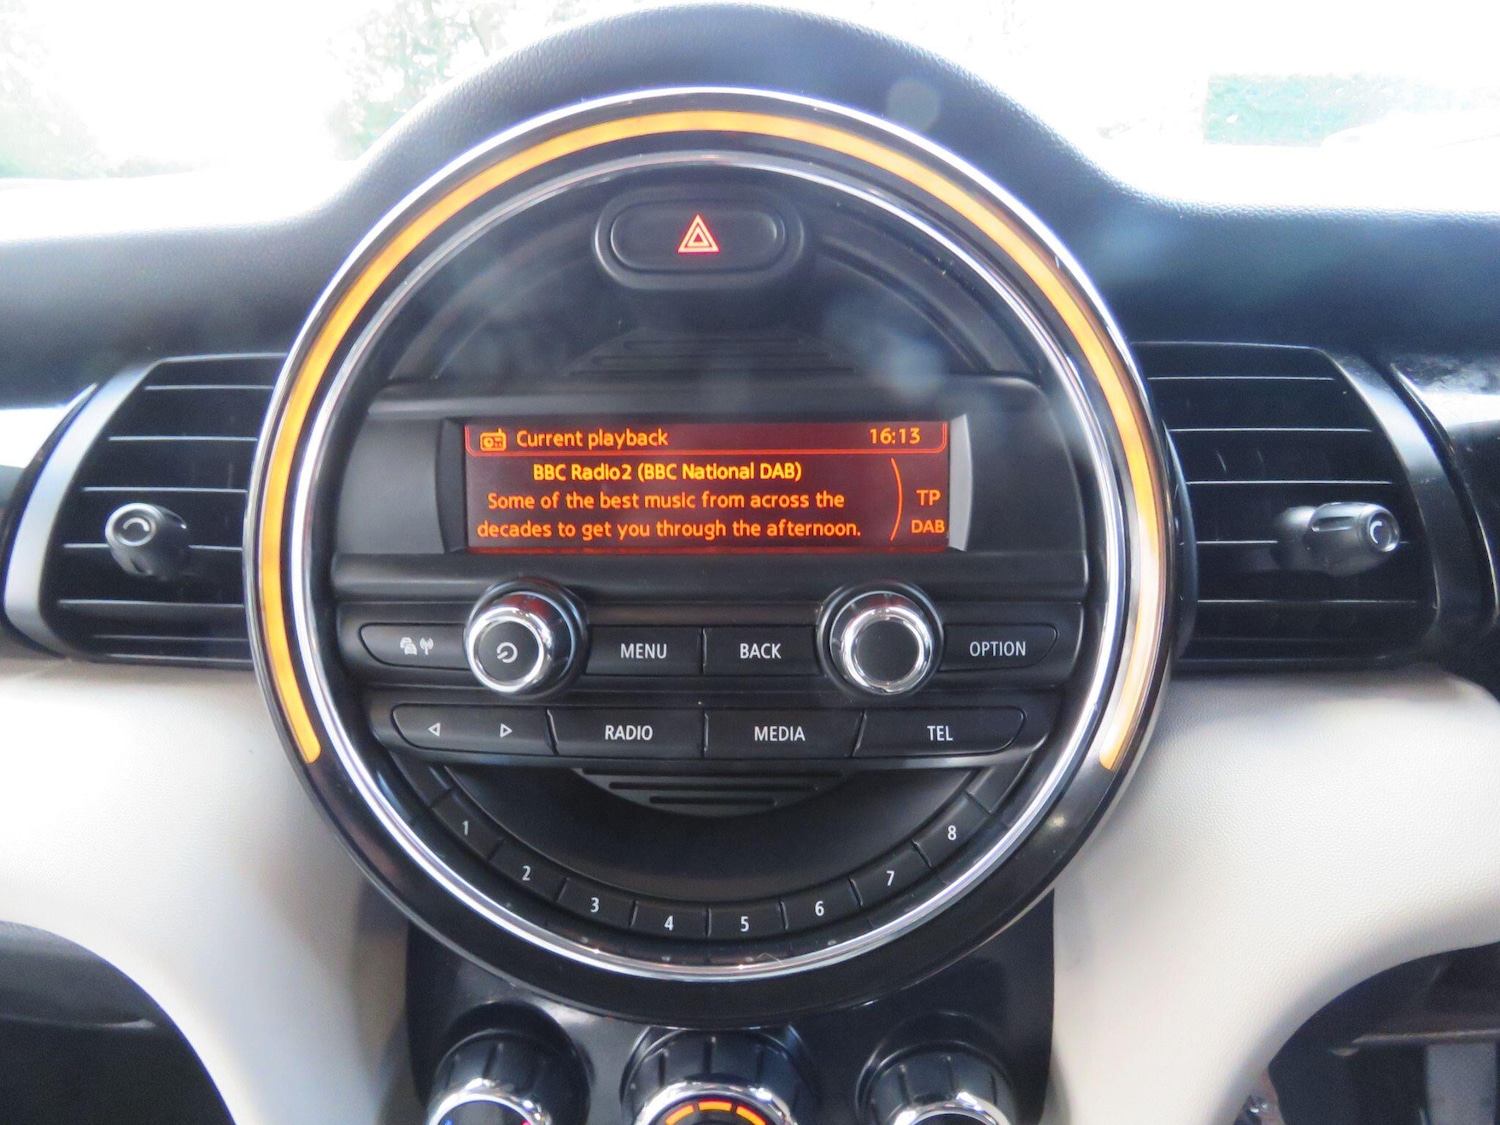 Current playback 16:13
BBC Radio2 (BBC National DAB)
Some of the best music from across the
decades to get you through the afternoon.
TP
DAB
MENU BACK OPTION
RADIO MEDIA TEL
1 2 3 4 5 6 7 8